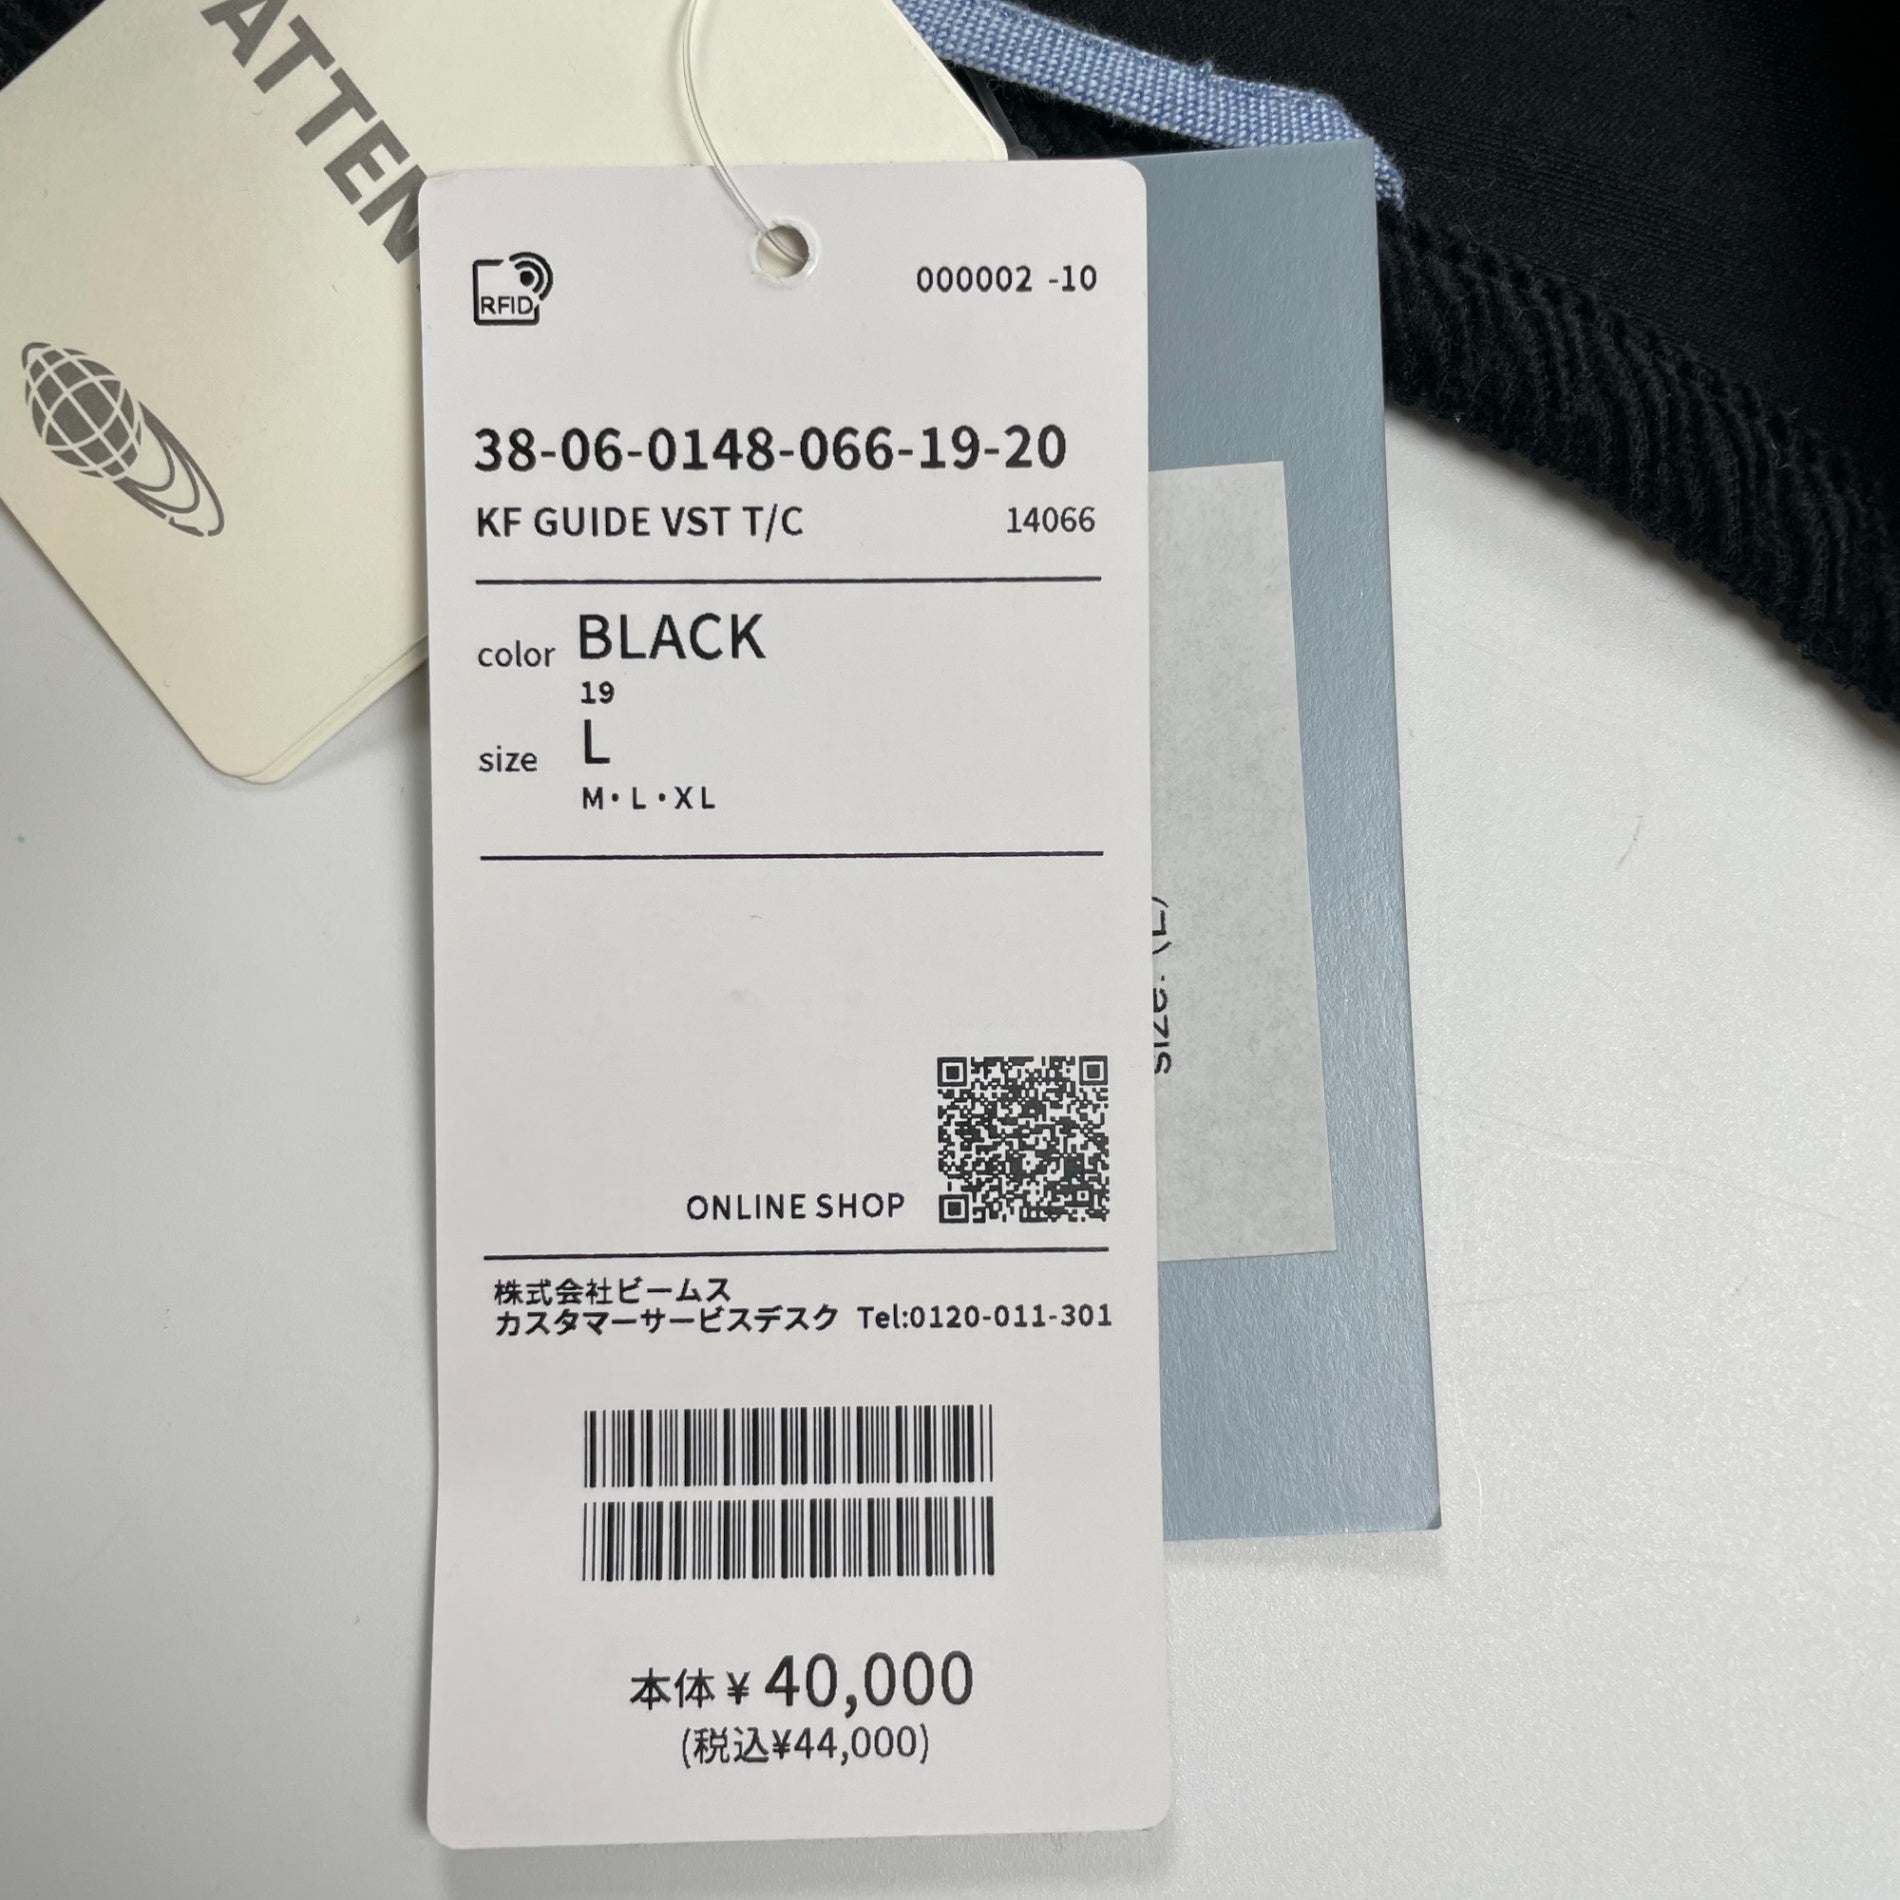 ATTEN
RFID
000002 -10
38-06-0148-066-19-20
KF GUIDE VST T/C 14066
color BLACK
19
size L
M・L・XL
size: (L)
ONLINE SHOP
株式会社ビームス
カスタマーサービスデスク Tel:0120-011-301
本体¥40,000
(税込¥44,000)